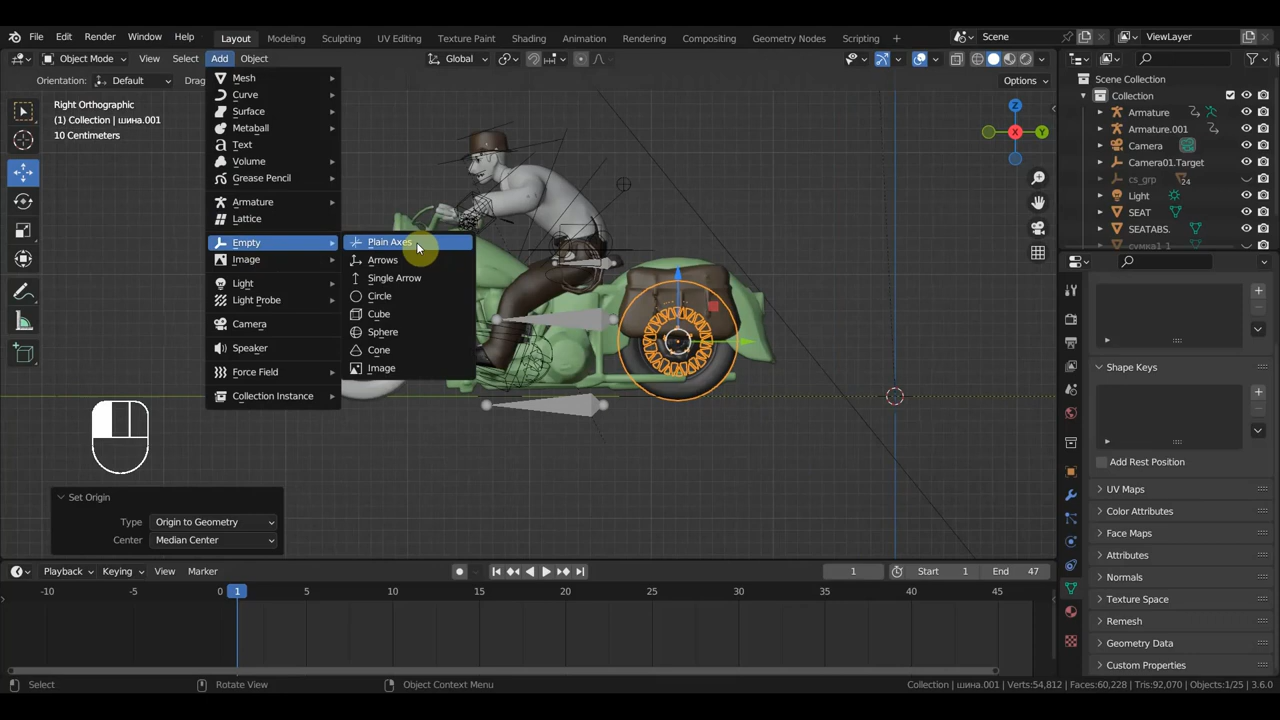 File Edit Render Window Help Layout Modeling Sculpting UV Editing Texture Paint Shading Animation Rendering Compositing Geometry Nodes Scripting Scene ViewLayer
Object Mode View Select Add Object Global
Orientation: Default Drag Options
Right Orthographic
(1) Collection | шина.001
10 Centimeters
Mesh
Curve
Surface
Metaball
Text
Volume
Grease Pencil
Armature
Lattice
Empty
Image
Light
Light Probe
Camera
Speaker
Force Field
Collection Instance
Plain Axes
Arrows
Single Arrow
Circle
Cube
Sphere
Cone
Image
Z
Y
X
Scene Collection
Collection
Armature
Armature.001
Camera
Camera01.Target
cs_grp 24
Light
SEAT
SEATABS.
сумка1 1
Shape Keys
Add Rest Position
UV Maps
Color Attributes
Face Maps
Attributes
Normals
Texture Space
Remesh
Geometry Data
Custom Properties
Set Origin
Type Origin to Geometry
Center Median Center
Playback Keying View Marker 1 Start 1 End 47
-10 -5 0 1 5 10 15 20 25 30 35 40 45
Select Rotate View Object Context Menu Collection | шина.001 | Verts:54,812 | Faces:60,228 | Tris:92,070 | Objects:1/25 | 3.6.0